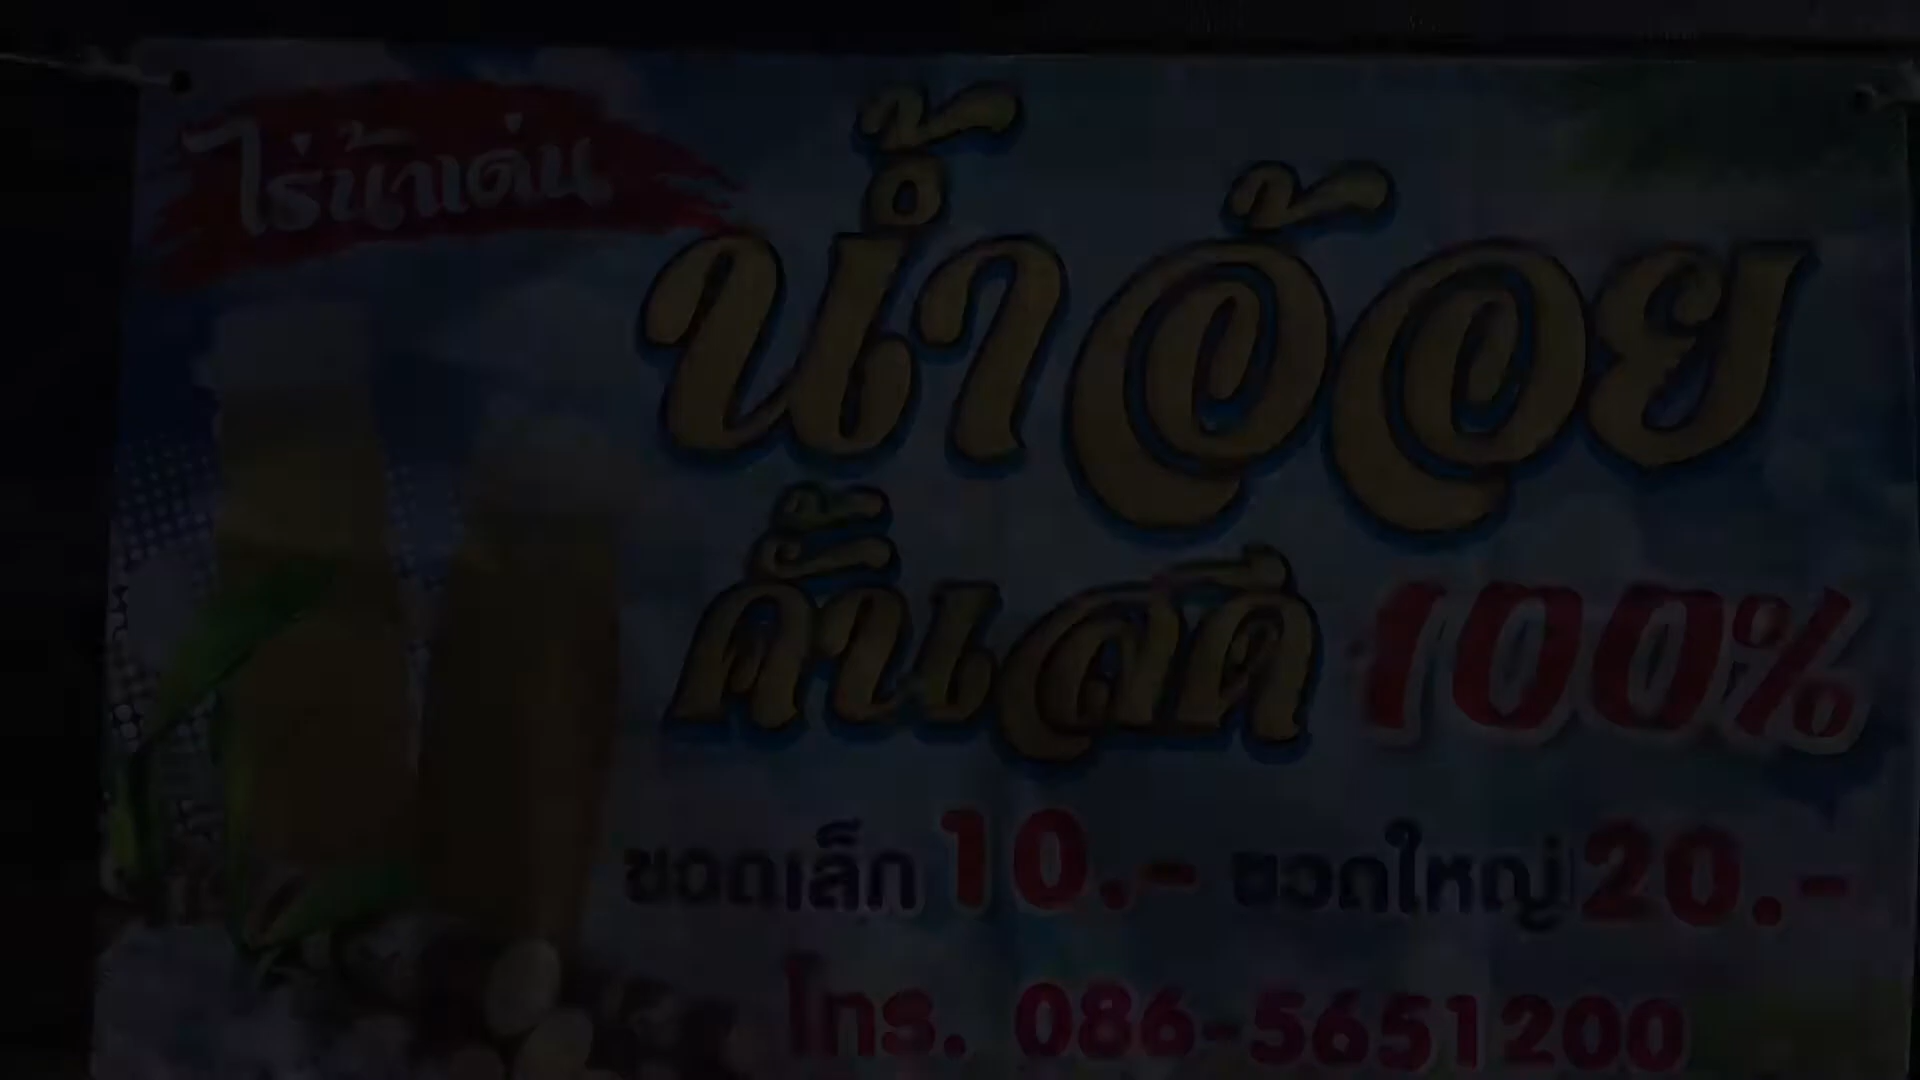 ไร่น้าเด่น
น้ำอ้อย
คั้นสด 100%
ขวดเล็ก 10.- ขวดใหญ่ 20.-
โทร. 086-5651200